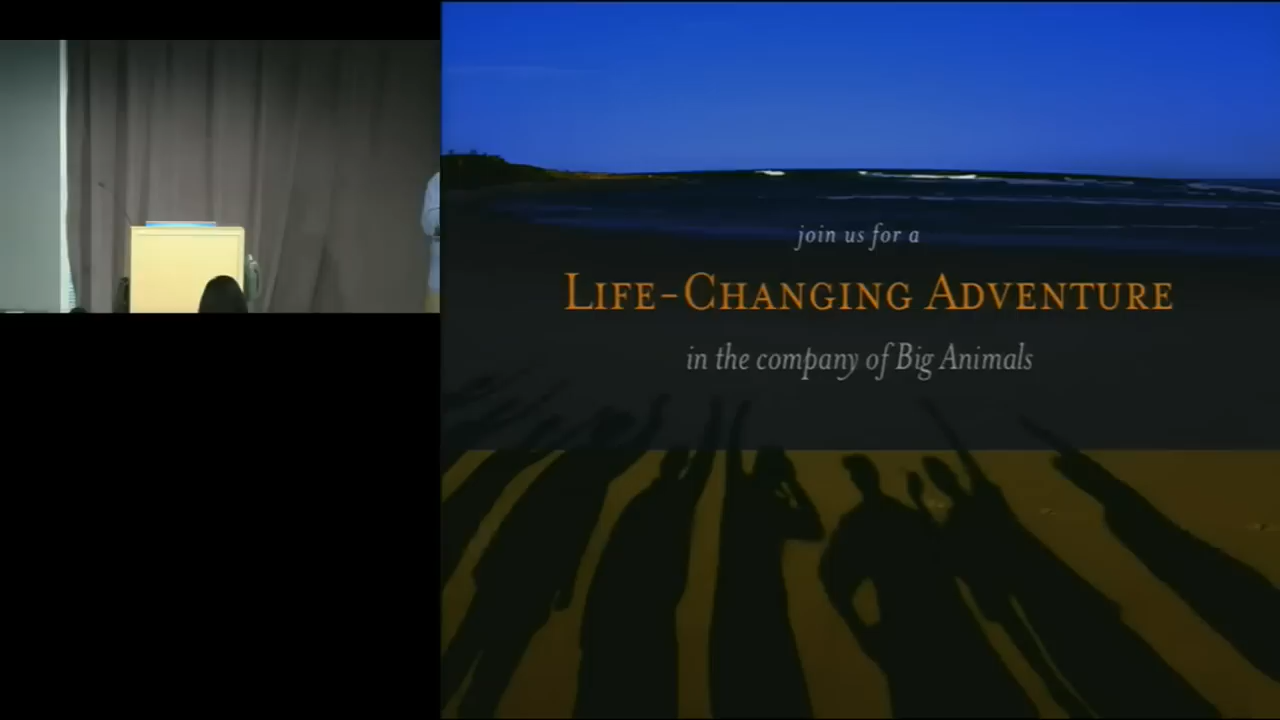 join us for a
Life-Changing Adventure
in the company of Big Animals